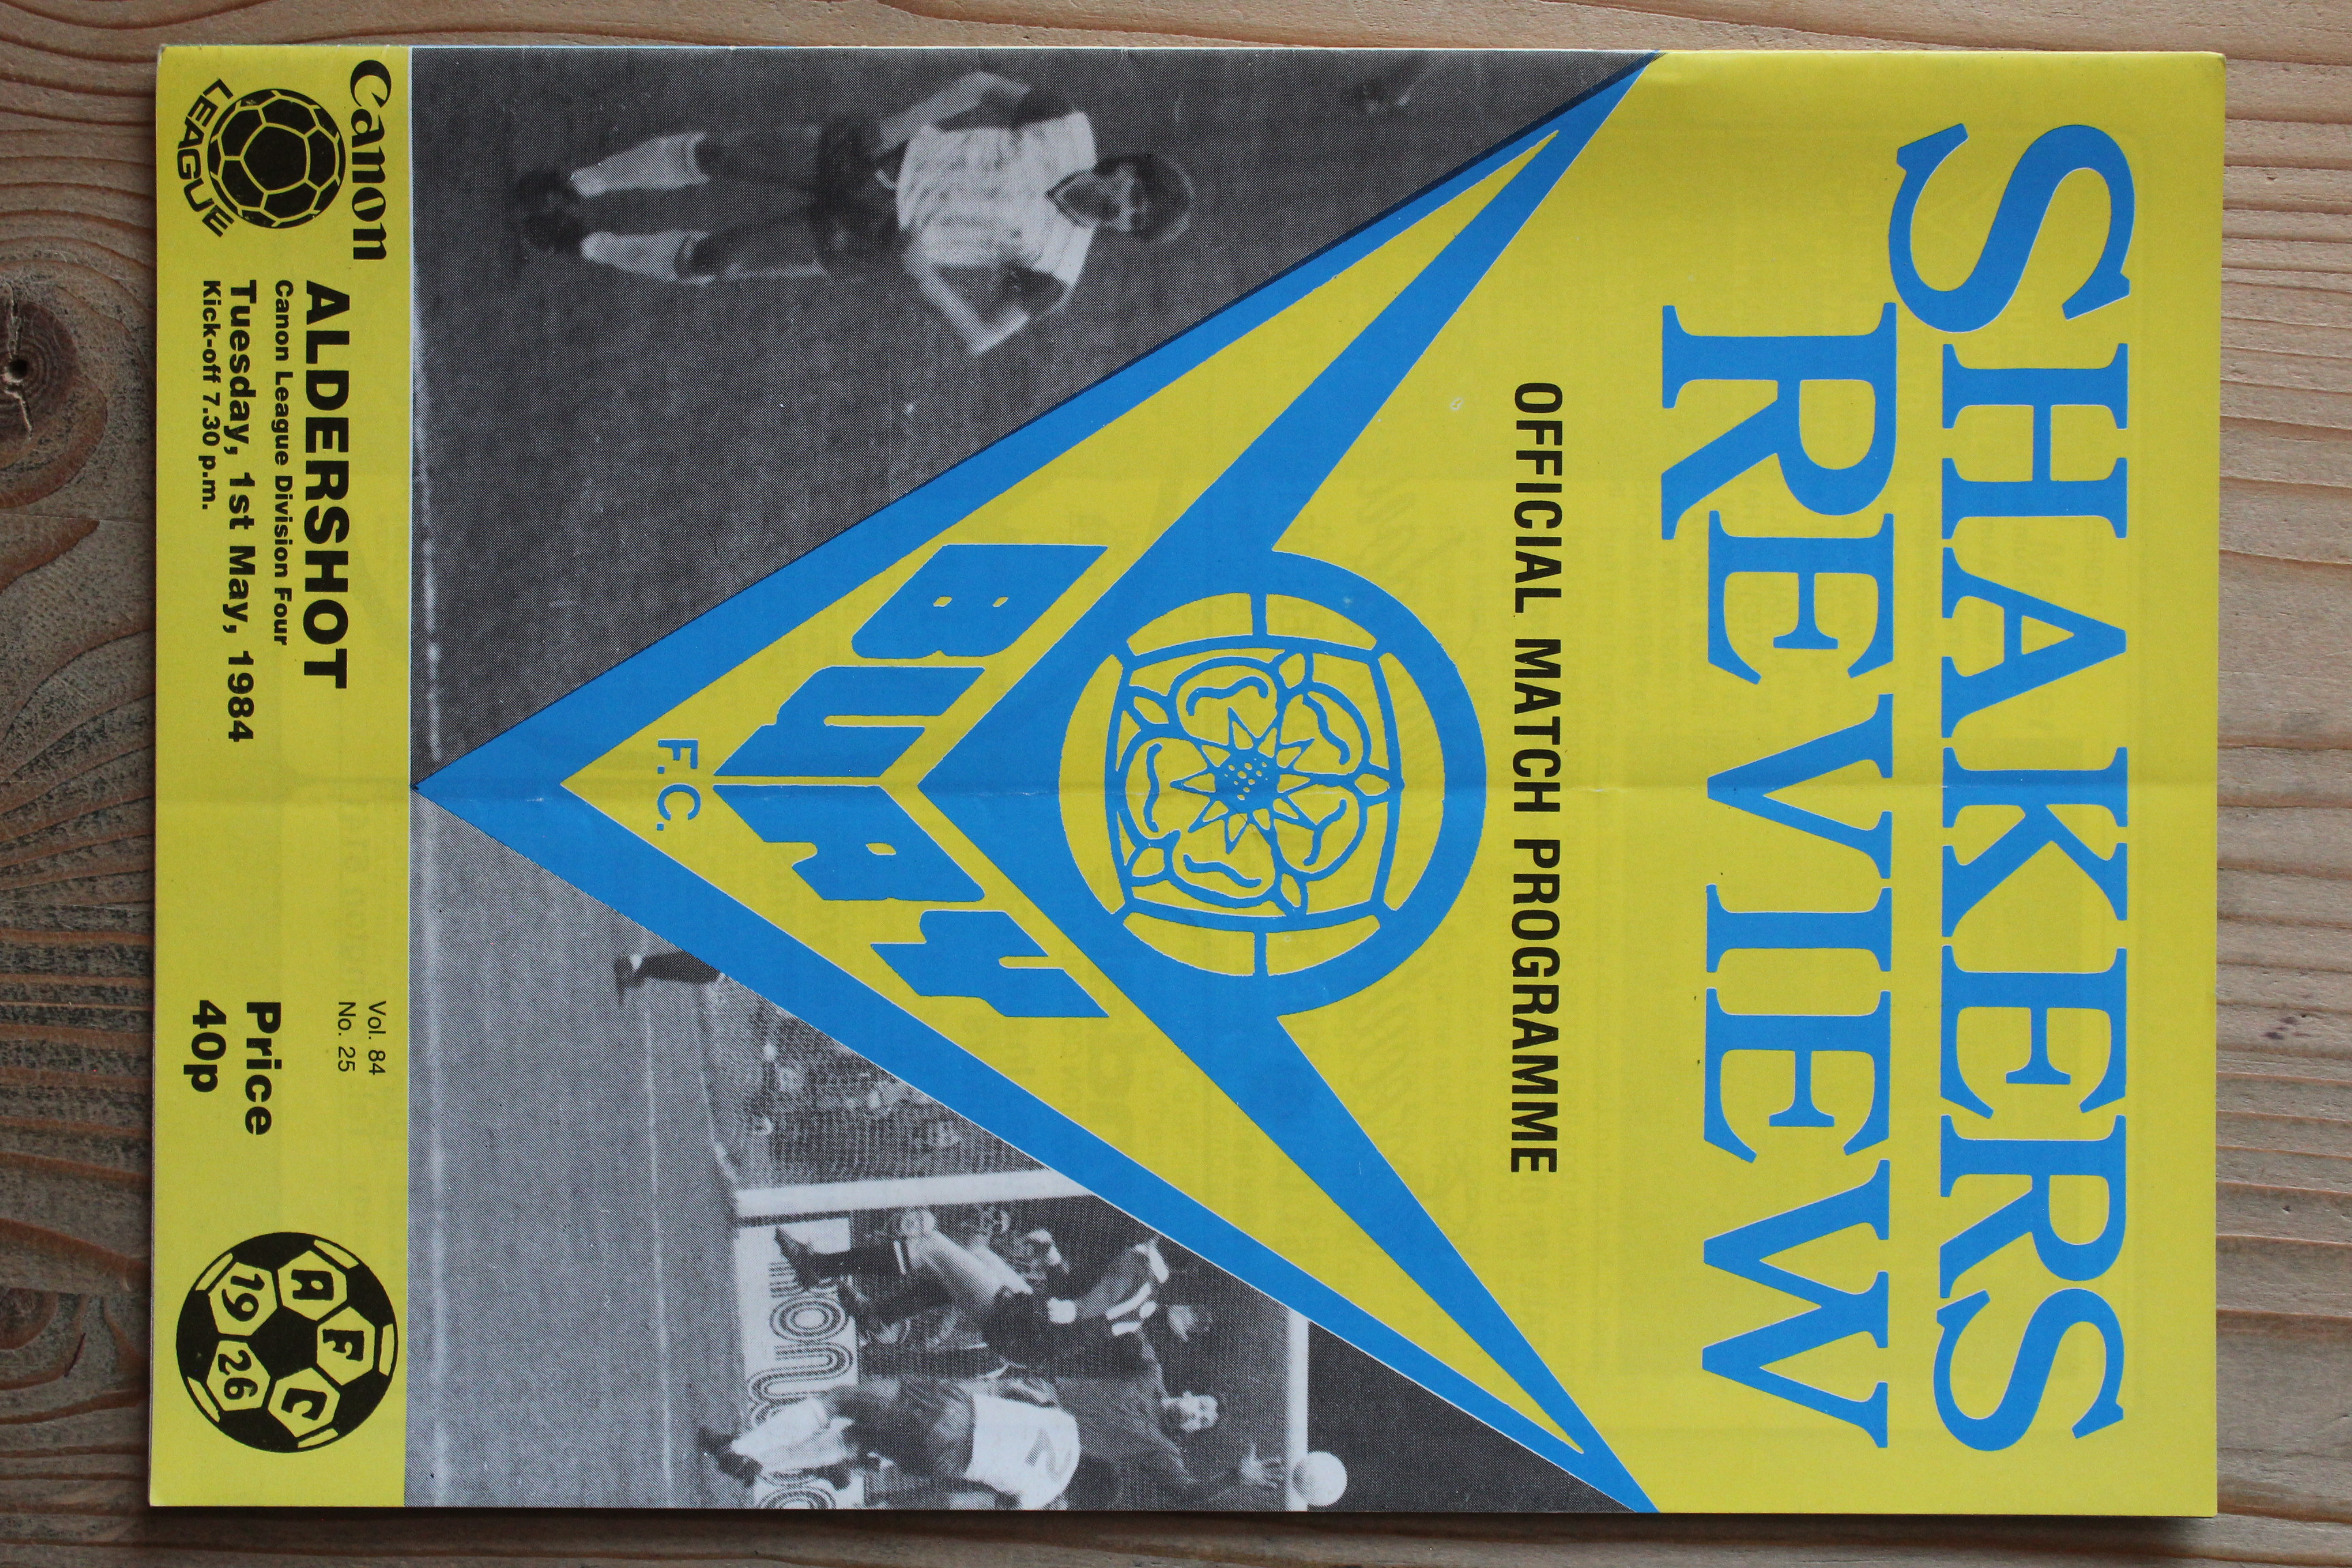 SHAKERS
REVIEW
OFFICIAL MATCH PROGRAMME
BURY
F.C.
2
Canon
LEAGUE
ALDERSHOT
Canon League Division Four
Tuesday, 1st May, 1984
Kick-off 7.30 p.m.
Vol. 84
No. 25
Price
40p
A F C
19 26